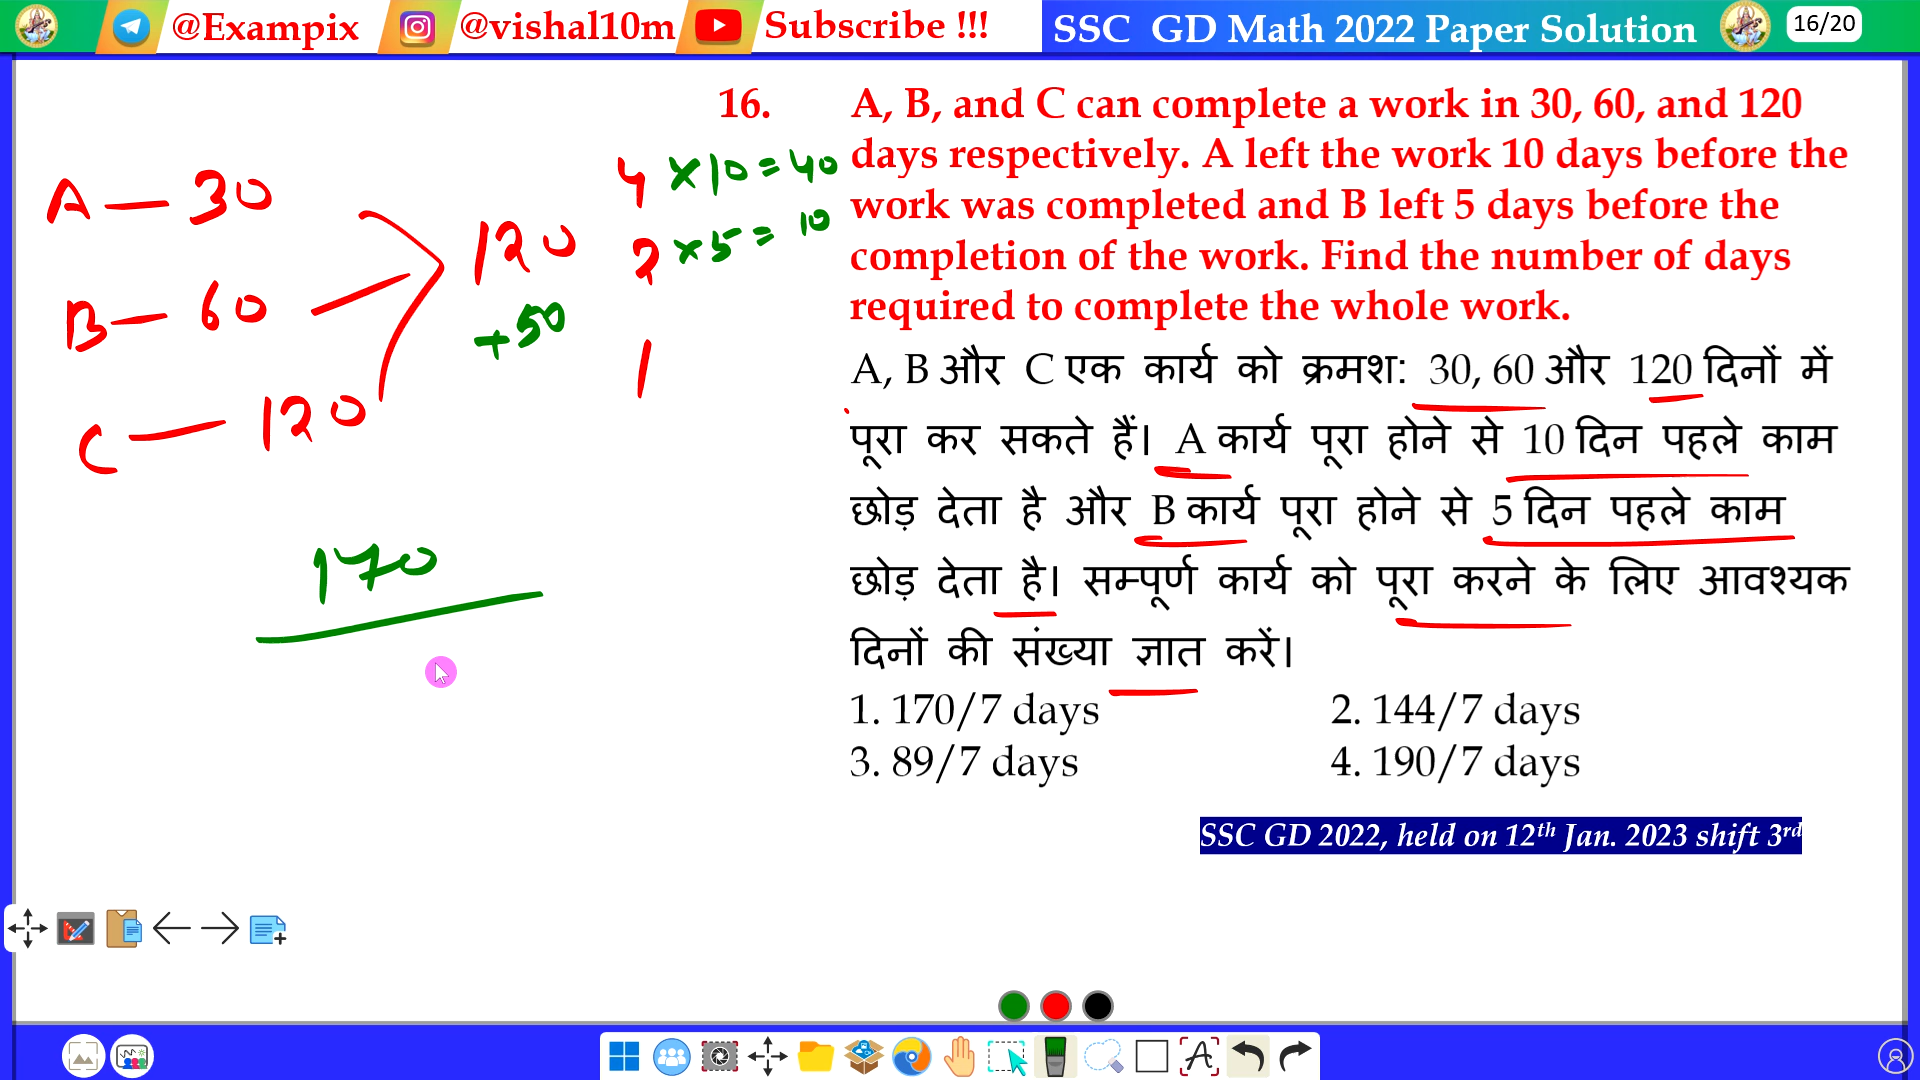 @Exampix @vishal10m Subscribe !!! SSC GD Math 2022 Paper Solution 16/20
16. A, B, and C can complete a work in 30, 60, and 120
days respectively. A left the work 10 days before the
work was completed and B left 5 days before the
completion of the work. Find the number of days
required to complete the whole work.
A, B और C एक कार्य को क्रमश: 30, 60 और 120 दिनों में
पूरा कर सकते हैं। A कार्य पूरा होने से 10 दिन पहले काम
छोड़ देता है और B कार्य पूरा होने से 5 दिन पहले काम
छोड़ देता है। सम्पूर्ण कार्य को पूरा करने के लिए आवश्यक
दिनों की संख्या ज्ञात करें।
1. 170/7 days 2. 144/7 days
3. 89/7 days 4. 190/7 days
SSC GD 2022, held on 12th Jan. 2023 shift 3rd
A — 30
B — 60
C — 120
120
+50
4 × 10 = 40
2 × 5 = 10
1
170